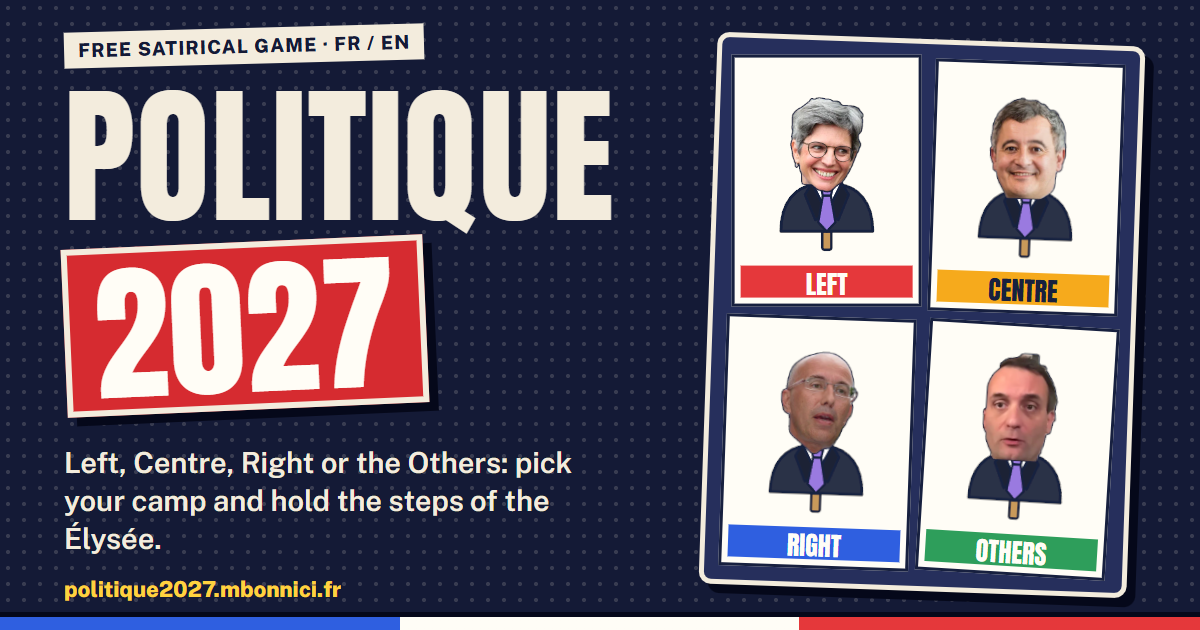 FREE SATIRICAL GAME · FR / EN
POLITIQUE
2027
Left, Centre, Right or the Others: pick
your camp and hold the steps of the
Élysée.
politique2027.mbonnici.fr
LEFT
CENTRE
RIGHT
OTHERS